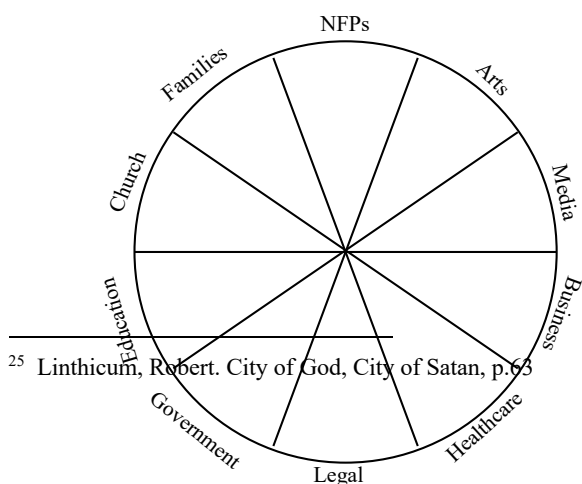 NFPs
Families
Arts
Church
Media
Education
Business
25 Linthicum, Robert. City of God, City of Satan, p.63
Government
Healthcare
Legal